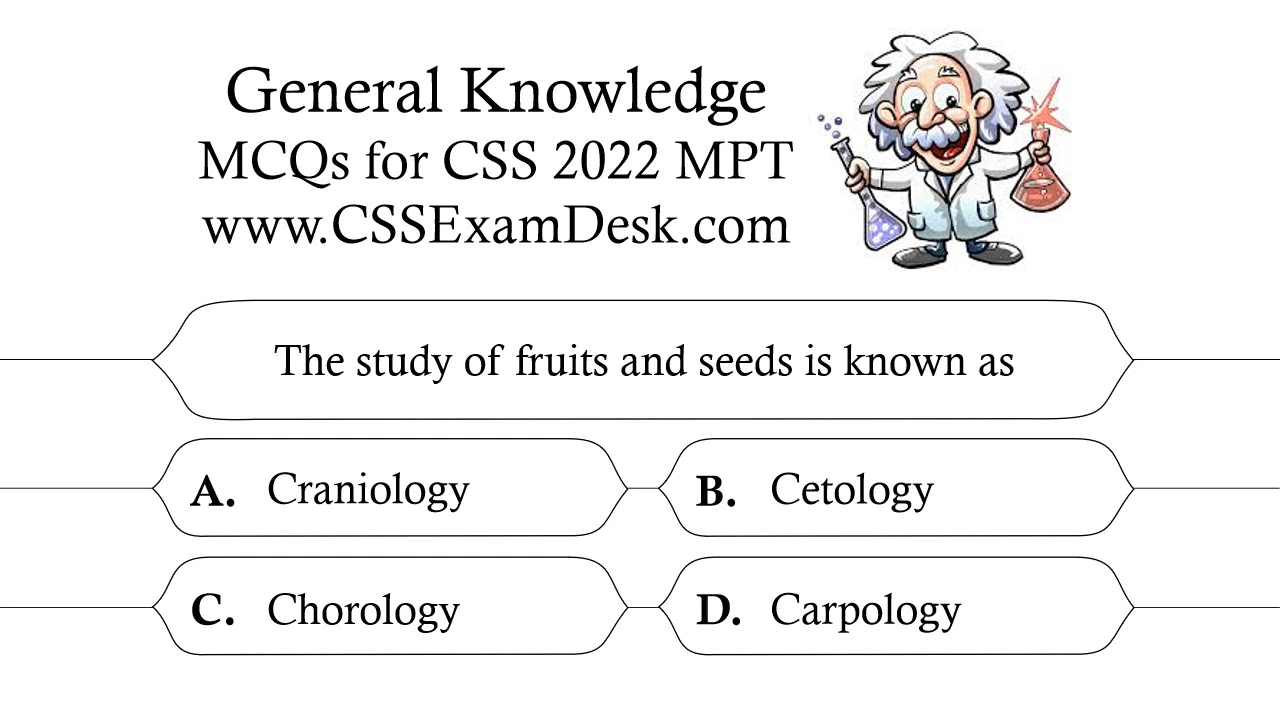 General Knowledge
MCQs for CSS 2022 MPT
www.CSSExamDesk.com
The study of fruits and seeds is known as
A. Craniology
B. Cetology
C. Chorology
D. Carpology